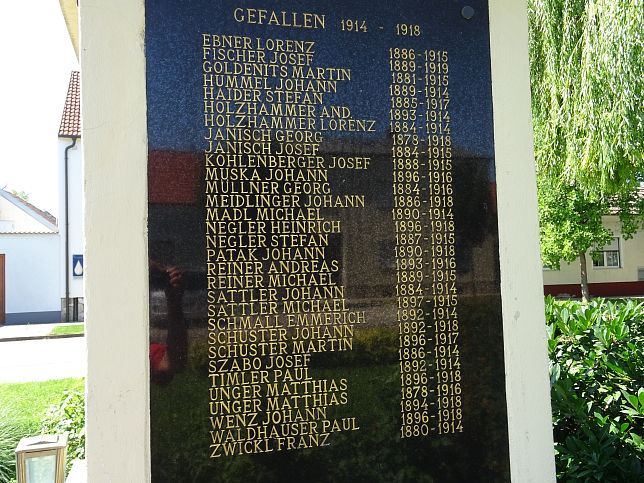 GEFALLEN 1914 - 1918
EBNER LORENZ 1886-1915
FISCHER JOSEF 1889-1919
GOLDENITS MARTIN 1881-1915
HUMMEL JOHANN 1889-1914
HAIDER STEFAN 1885-1917
HOLZHAMMER AND 1893-1914
HOLZHAMMER LORENZ 1884-1914
JANISCH GEORG 1878-1918
JANISCH JOSEF 1884-1915
KOHLENBERGER JOSEF 1888-1915
MUSKA JOHANN 1896-1916
MÜLLNER GEORG 1884-1916
MEIDLINGER JOHANN 1886-1918
MADL MICHAEL 1890-1914
NEGLER HEINRICH 1896-1918
NEGLER STEFAN 1887-1915
PATAK JOHANN 1890-1918
REINER ANDREAS 1893-1916
REINER MICHAEL 1889-1915
SATTLER JOHANN 1884-1914
SATTLER MICHAEL 1897-1915
SCHMALL EMMERICH 1892-1914
SCHUSTER JOHANN 1892-1918
SCHUSTER MARTIN 1896-1917
SZABO JOSEF 1886-1914
TIMLER PAUL 1892-1914
UNGER MATTHIAS 1896-1918
UNGER MATTHIAS 1878-1916
WENZ JOHANN 1894-1918
WALDHAUSER PAUL 1896-1918
ZWICKL FRANZ 1880-1914